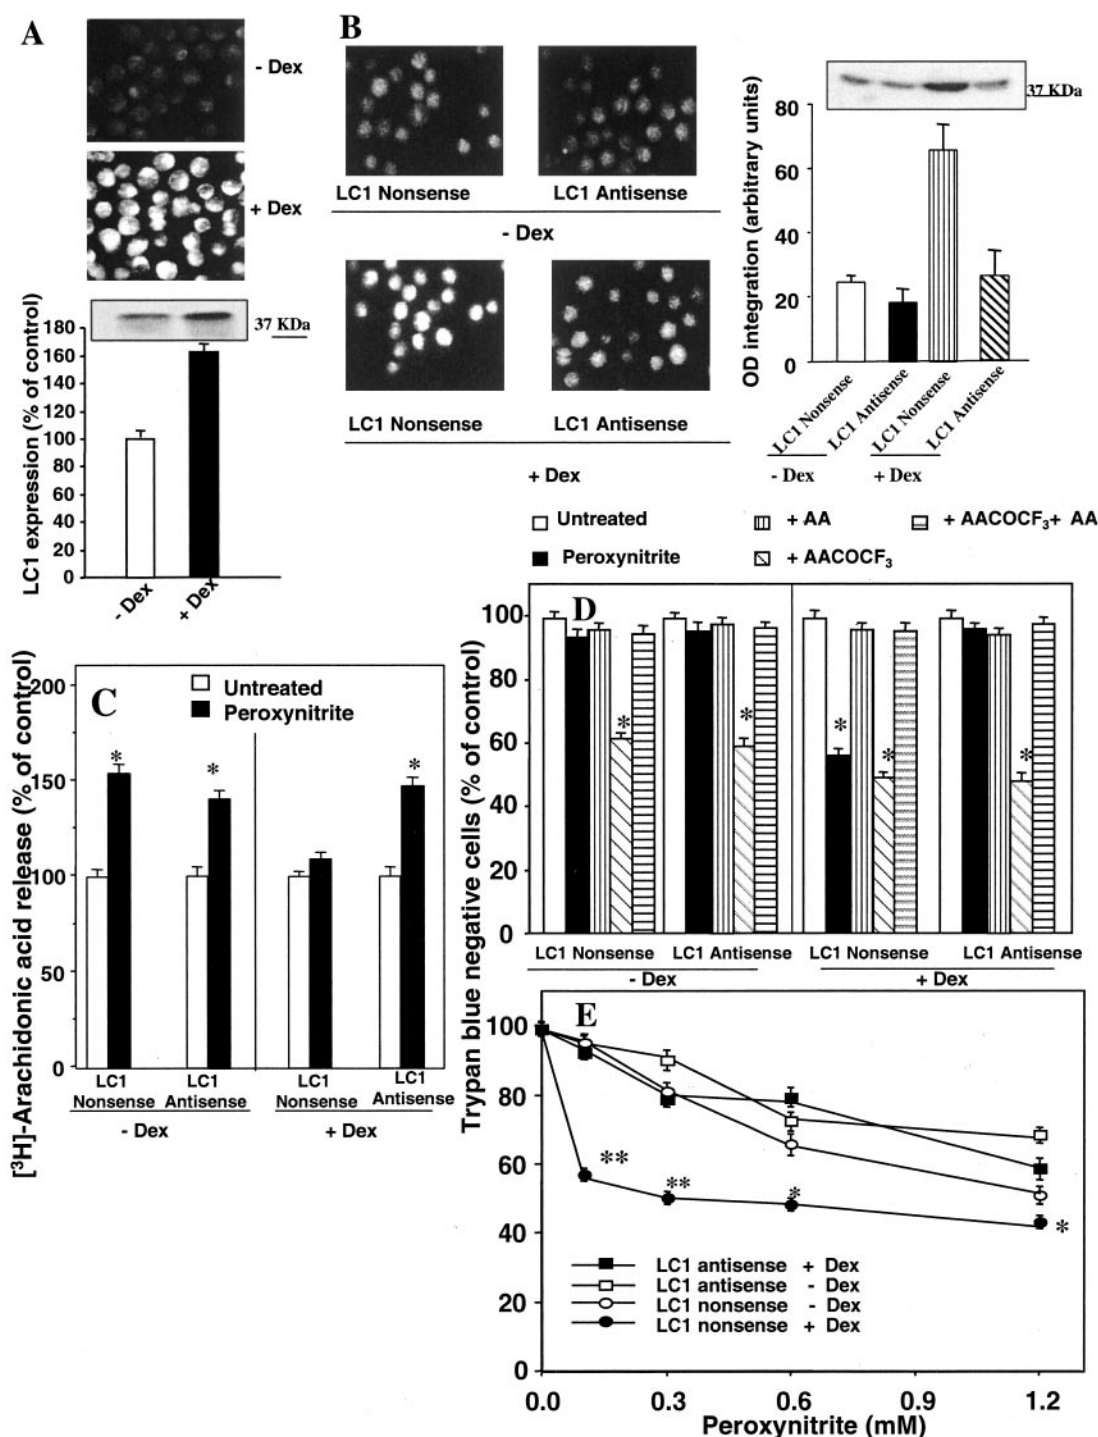 A
- Dex
+ Dex
37 KDa
LC1 expression (% of control)
180
160
140
120
100
80
60
40
20
0
- Dex
+ Dex
B
LC1 Nonsense
LC1 Antisense
- Dex
LC1 Nonsense
LC1 Antisense
+ Dex
37 KDa
OD integration (arbitrary units)
80
60
40
20
0
LC1 Nonsense
LC1 Antisense
LC1 Nonsense
LC1 Antisense
- Dex
+ Dex
Untreated
+ AA
+ AACOCF₃+ AA
Peroxynitrite
+ AACOCF₃
C
Untreated
Peroxynitrite
[³H]-Arachidonic acid release (% of control)
200
150
100
50
0
*
*
*
LC1 Nonsense
LC1 Antisense
LC1 Nonsense
LC1 Antisense
- Dex
+ Dex
D
Trypan blue negative cells (% of control)
100
80
60
40
20
0
*
*
*
*
*
LC1 Nonsense
LC1 Antisense
LC1 Nonsense
LC1 Antisense
- Dex
+ Dex
E
100
80
60
40
20
0
**
**
*
*
LC1 antisense + Dex
LC1 antisense - Dex
LC1 nonsense - Dex
LC1 nonsense + Dex
0.0
0.3
0.6
0.9
1.2
Peroxynitrite (mM)